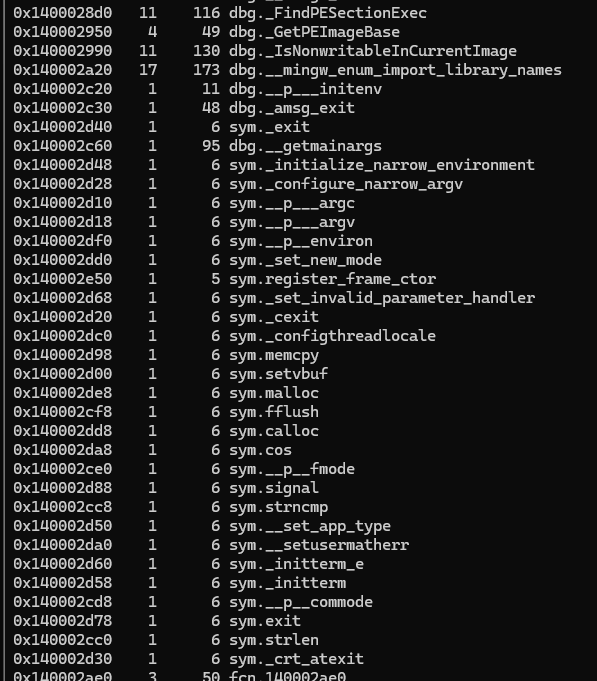 0x1400028d0 11 116 dbg._FindPESectionExec
0x140002950 4 49 dbg._GetPEImageBase
0x140002990 11 130 dbg._IsNonwritableInCurrentImage
0x140002a20 17 173 dbg.__mingw_enum_import_library_names
0x140002c20 1 11 dbg.__p___initenv
0x140002c30 1 48 dbg._amsg_exit
0x140002d40 1 6 sym._exit
0x140002c60 1 95 dbg.__getmainargs
0x140002d48 1 6 sym._initialize_narrow_environment
0x140002d28 1 6 sym._configure_narrow_argv
0x140002d10 1 6 sym.__p___argc
0x140002d18 1 6 sym.__p___argv
0x140002df0 1 6 sym.__p__environ
0x140002dd0 1 6 sym._set_new_mode
0x140002e50 1 5 sym.register_frame_ctor
0x140002d68 1 6 sym._set_invalid_parameter_handler
0x140002d20 1 6 sym._cexit
0x140002dc0 1 6 sym._configthreadlocale
0x140002d98 1 6 sym.memcpy
0x140002d00 1 6 sym.setvbuf
0x140002de8 1 6 sym.malloc
0x140002cf8 1 6 sym.fflush
0x140002dd8 1 6 sym.calloc
0x140002da8 1 6 sym.cos
0x140002ce0 1 6 sym.__p__fmode
0x140002d88 1 6 sym.signal
0x140002cc8 1 6 sym.strncmp
0x140002d50 1 6 sym.__set_app_type
0x140002da0 1 6 sym.__setusermatherr
0x140002d60 1 6 sym._initterm_e
0x140002d58 1 6 sym._initterm
0x140002cd8 1 6 sym.__p__commode
0x140002d78 1 6 sym.exit
0x140002cc0 1 6 sym.strlen
0x140002d30 1 6 sym._crt_atexit
0x140002ae0 3 50 fcn.140002ae0